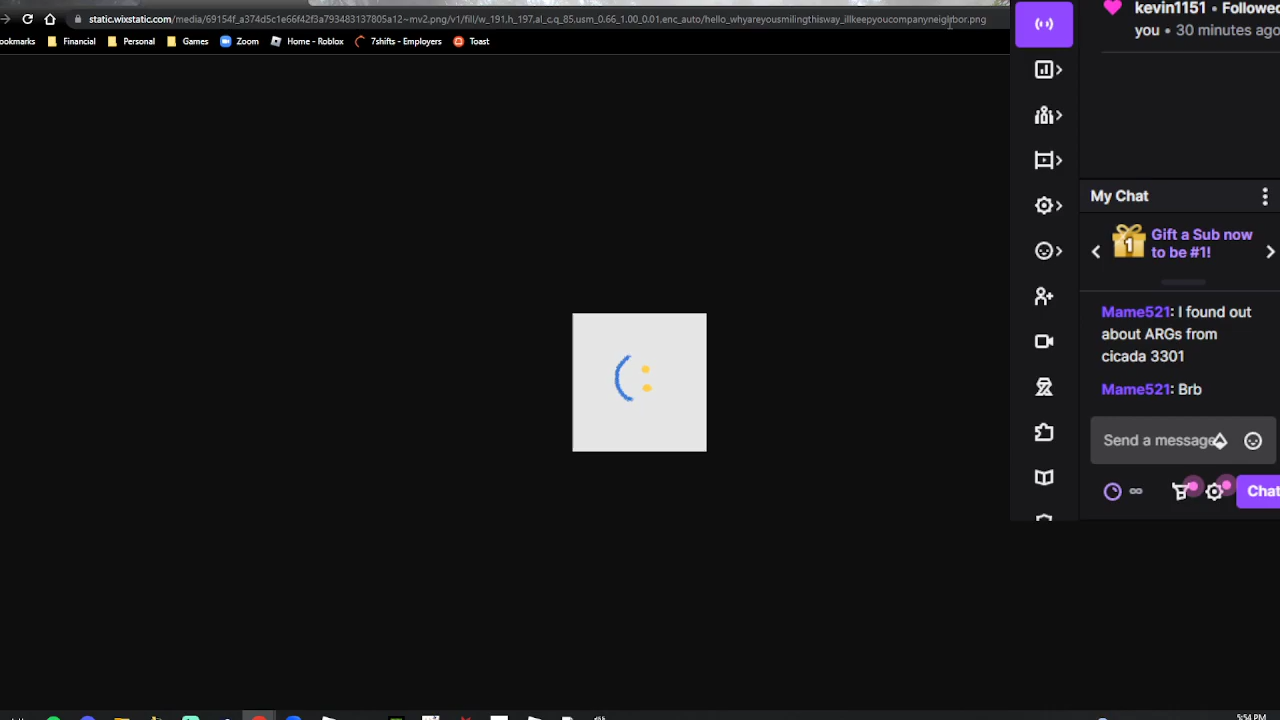 static.wixstatic.com/media/69154f_a374d5c1e66f42f3a793483137805a12~mv2.png/v1/fill/w_191.h_197.al_c.q_85.usm_0.66_1.00_0.01.enc_auto/hello_whyareyousmilingthisway_illkeepyoucompanyneighbor.png
ookmarks Financial Personal Games Zoom Home - Roblox 7shifts - Employers Toast
kevin1151 • Followed
you • 30 minutes ago
My Chat
1 Gift a Sub now
to be #1!
Mame521: I found out
about ARGs from
cicada 3301
Mame521: Brb
Send a message
Chat
5:54 PM